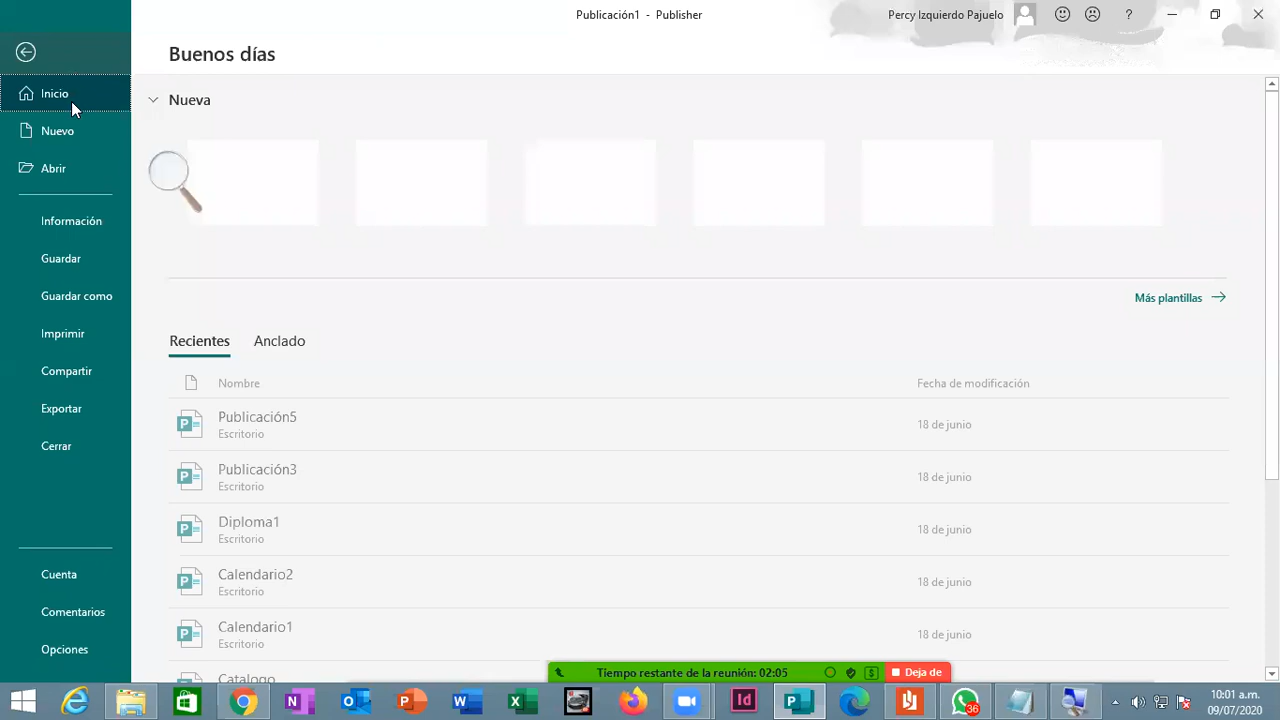 Publicación1 - Publisher
Percy Izquierdo Pajuelo
?
Buenos días
Inicio
Nueva
Nuevo
Abrir
Información
Guardar
Guardar como
Más plantillas
Imprimir
Recientes Anclado
Compartir
Nombre Fecha de modificación
Exportar
Publicación5 18 de junio
Escritorio
Cerrar
Publicación3 18 de junio
Escritorio
Diploma1 18 de junio
Escritorio
Cuenta
Calendario2 18 de junio
Escritorio
Comentarios
Calendario1 18 de junio
Escritorio
Opciones
Tiempo restante de la reunión: 02:05 Deja de
Catalogo
10:01 a.m.
36
09/07/2020